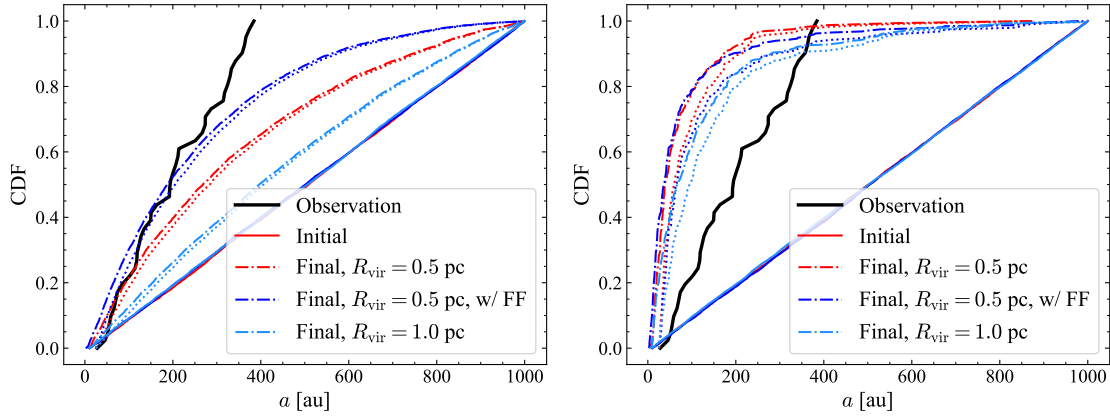 1.0
0.8
0.6
0.4
0.2
0.0
CDF
Observation
Initial
Final, R_vir = 0.5 pc
Final, R_vir = 0.5 pc, w/ FF
Final, R_vir = 1.0 pc
0 200 400 600 800 1000
a [au]
1.0
0.8
0.6
0.4
0.2
0.0
CDF
Observation
Initial
Final, R_vir = 0.5 pc
Final, R_vir = 0.5 pc, w/ FF
Final, R_vir = 1.0 pc
0 200 400 600 800 1000
a [au]